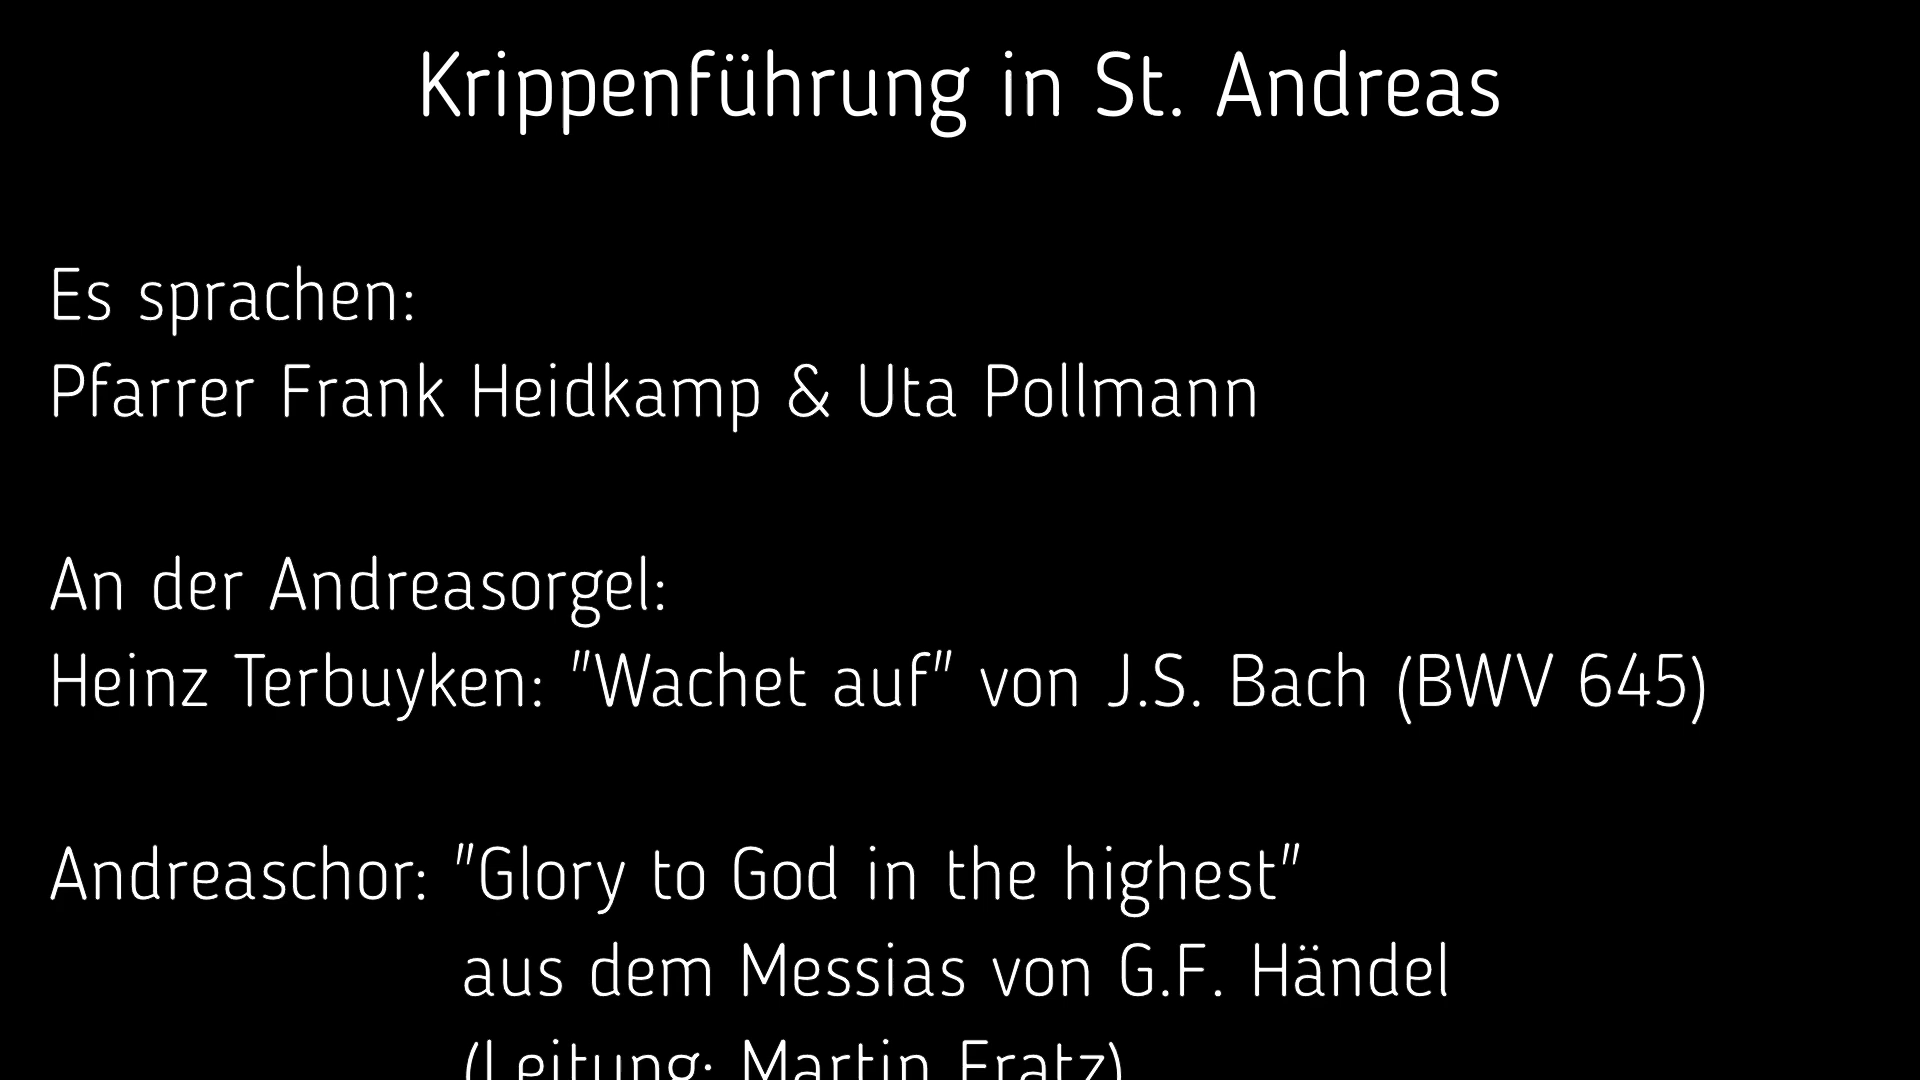 Krippenführung in St. Andreas
Es sprachen:
Pfarrer Frank Heidkamp & Uta Pollmann
An der Andreasorgel:
Heinz Terbuyken: "Wachet auf" von J.S. Bach (BWV 645)
Andreaschor: "Glory to God in the highest"
aus dem Messias von G.F. Händel
(Leitung: Martin Fratz)